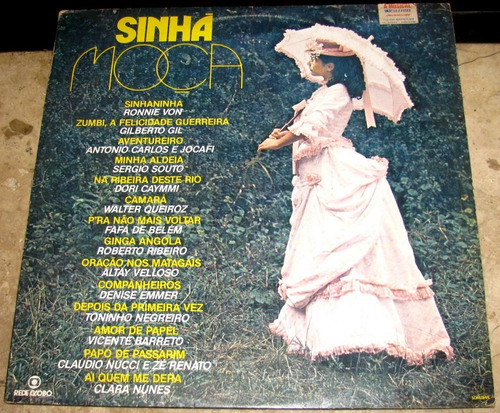 SINHÁ
MOÇA
SINHANINHA
RONNIE VON
ZUMBI, A FELICIDADE GUERREIRA
GILBERTO GIL
AVENTUREIRO
ANTONIO CARLOS E JOCAFI
MINHA ALDEIA
SERGIO SOUTO
NA RIBEIRA DESTE RIO
DORI CAYMMI
CAMARÁ
WALTER QUEIROZ
P'RA NÃO MAIS VOLTAR
FAFÁ DE BELÉM
GINGA ANGOLA
ROBERTO RIBEIRO
ORAÇÃO NOS MATAGAIS
ALTAY VELLOSO
COMPANHEIROS
DENISE EMMER
DEPOIS DA PRIMEIRA VEZ
TONINHO NEGREIRO
AMOR DE PAPEL
VICENTE BARRETO
PAPO DE PASSARIM
CLAUDIO NUCCI E ZÉ RENATO
AI QUEM ME DERA
CLARA NUNES
REDE GLOBO